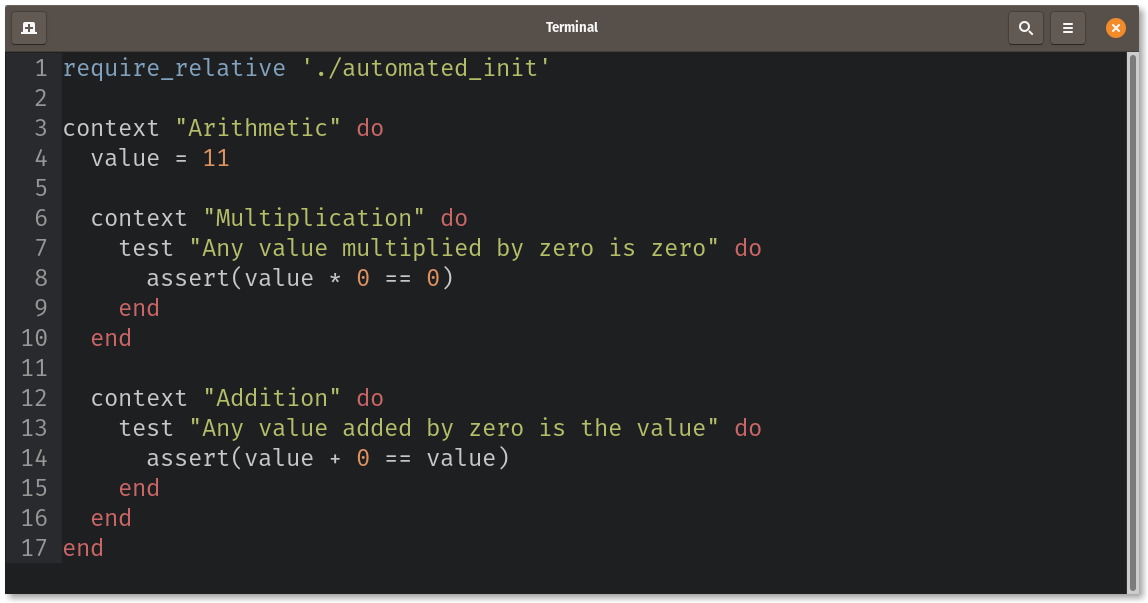 Terminal
1 require_relative './automated_init'
2
3 context "Arithmetic" do
4   value = 11
5
6   context "Multiplication" do
7     test "Any value multiplied by zero is zero" do
8       assert(value * 0 == 0)
9     end
10   end
11
12   context "Addition" do
13     test "Any value added by zero is the value" do
14       assert(value + 0 == value)
15     end
16   end
17 end